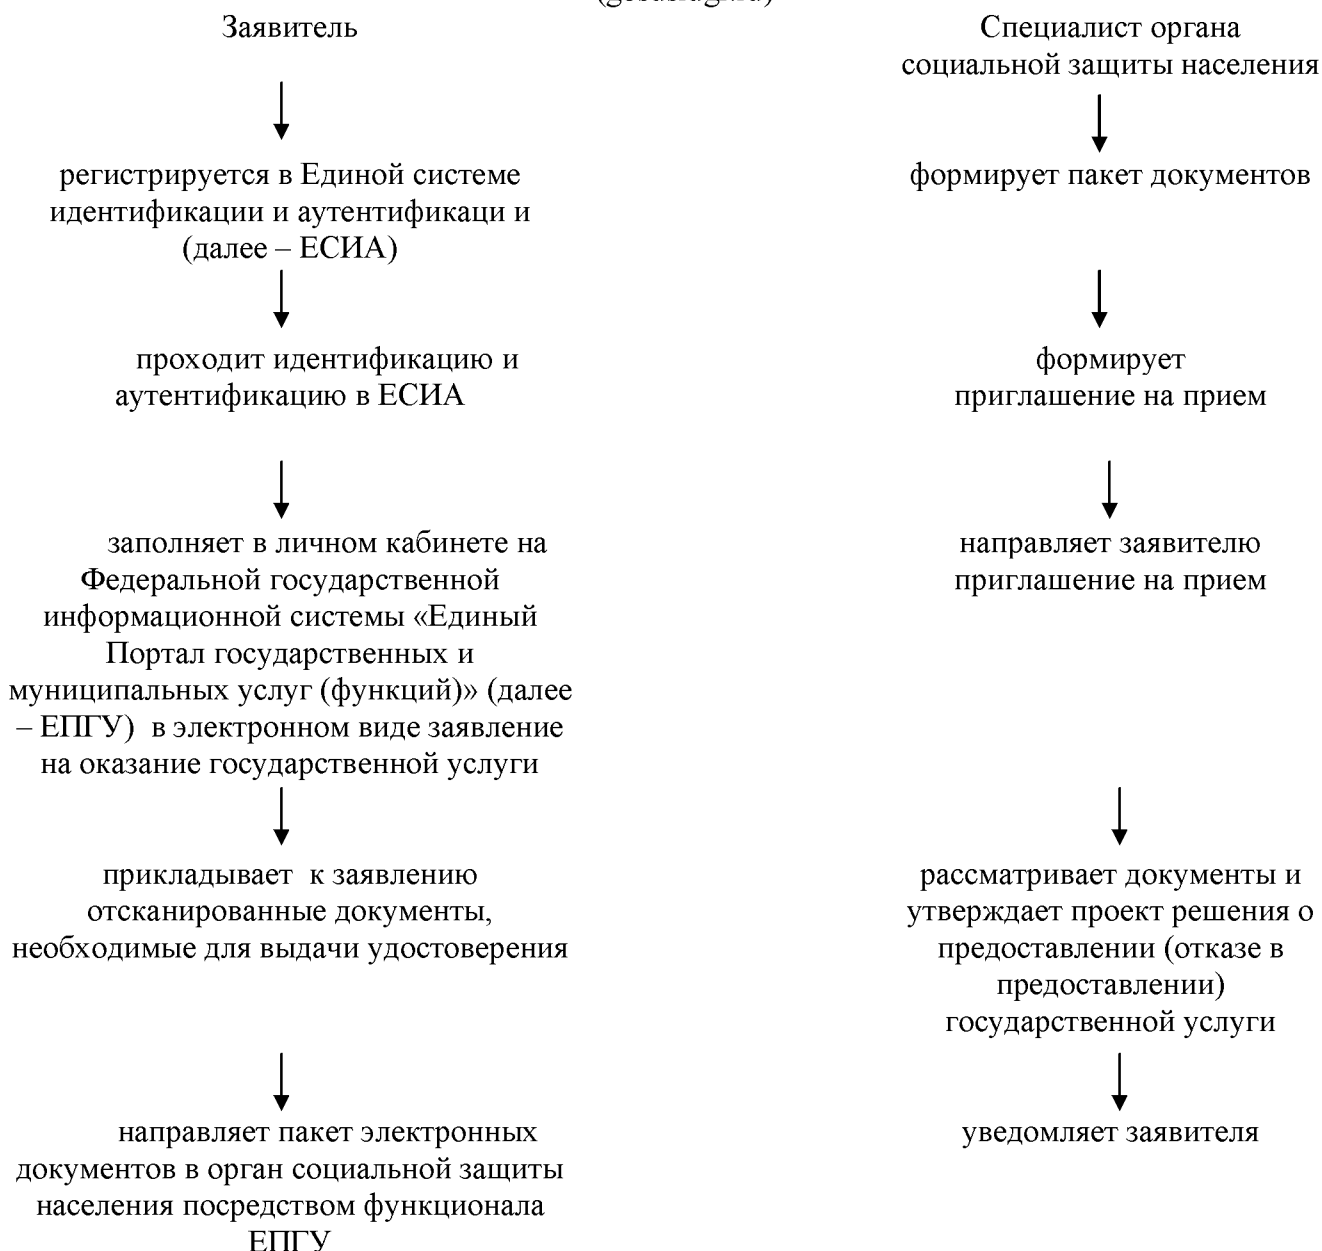 Заявитель
регистрируется в Единой системе
идентификации и аутентификаци и
(далее – ЕСИА)
проходит идентификацию и
аутентификацию в ЕСИА
заполняет в личном кабинете на
Федеральной государственной
информационной системы «Единый
Портал государственных и
муниципальных услуг (функций)» (далее
– ЕПГУ)  в электронном виде заявление
на оказание государственной услуги
прикладывает  к заявлению
отсканированные документы,
необходимые для выдачи удостоверения
направляет пакет электронных
документов в орган социальной защиты
населения посредством функционала
ЕПГУ
Специалист органа
социальной защиты населения
формирует пакет документов
формирует
приглашение на прием
направляет заявителю
приглашение на прием
рассматривает документы и
утверждает проект решения о
предоставлении (отказе в
предоставлении)
государственной услуги
уведомляет заявителя